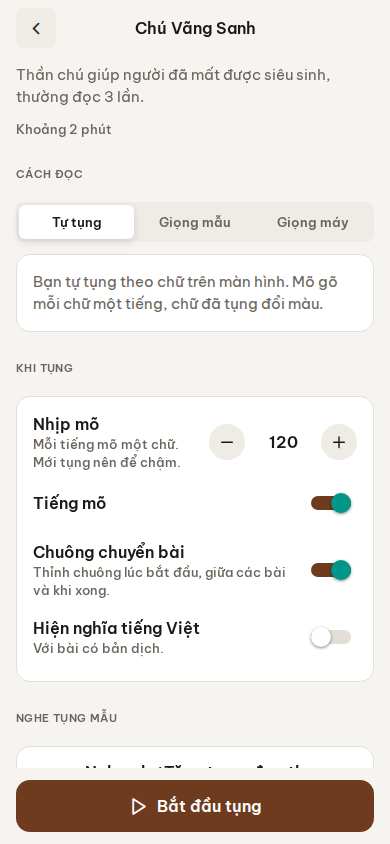 Chú Vãng Sanh
Thần chú giúp người đã mất được siêu sinh,
thường đọc 3 lần.
Khoảng 2 phút
CÁCH ĐỌC
Tự tụng
Giọng mẫu
Giọng máy
Bạn tự tụng theo chữ trên màn hình. Mõ gõ
mỗi chữ một tiếng, chữ đã tụng đổi màu.
KHI TỤNG
Nhịp mõ
Mỗi tiếng mõ một chữ.
Mới tụng nên để chậm.
120
Tiếng mõ
Chuông chuyển bài
Thỉnh chuông lúc bắt đầu, giữa các bài
và khi xong.
Hiện nghĩa tiếng Việt
Với bài có bản dịch.
NGHE TỤNG MẪU
Bắt đầu tụng